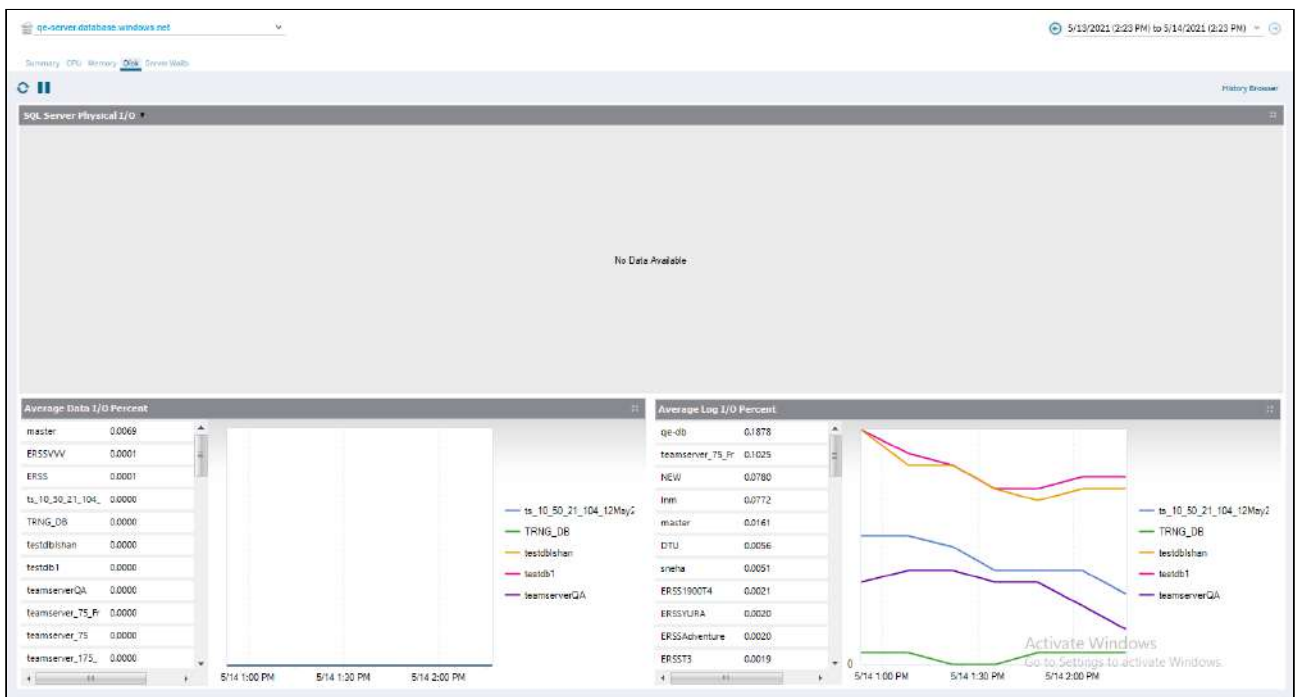 qe-server.database.windows.net
5/13/2021 (2:23 PM) to 5/14/2021 (2:23 PM)
Summary CPU Memory Disk Server Waits
History Browser
SQL Server Physical I/O
No Data Available
Average Data I/O Percent
master 0.0069
ERSSVVV 0.0001
ERSS 0.0001
ts_10_50_21_104_ 0.0000
TRNG_DB 0.0000
testdbishan 0.0000
testdb1 0.0000
teamserverQA 0.0000
teamserver_75_Fr 0.0000
teamserver_75 0.0000
teamserver_175_ 0.0000
5/14 1:00 PM 5/14 1:30 PM 5/14 2:00 PM
ts_10_50_21_104_12May2
TRNG_DB
testdbishan
testdb1
teamserverQA
Average Log I/O Percent
qe-db 0.1878
teamserver_75_Fr 0.1025
NEW 0.0780
0.0772
master 0.0161
DTU 0.0056
sneha 0.0051
ERSS1900T4 0.0021
ERSSYURA 0.0020
ERSSAdventure 0.0020
ERSST3 0.0019
0
5/14 1:00 PM 5/14 1:30 PM 5/14 2:00 PM
ts_10_50_21_104_12May2
TRNG_DB
testdbishan
testdb1
teamserverQA
Activate Windows
Go to Settings to activate Windows.